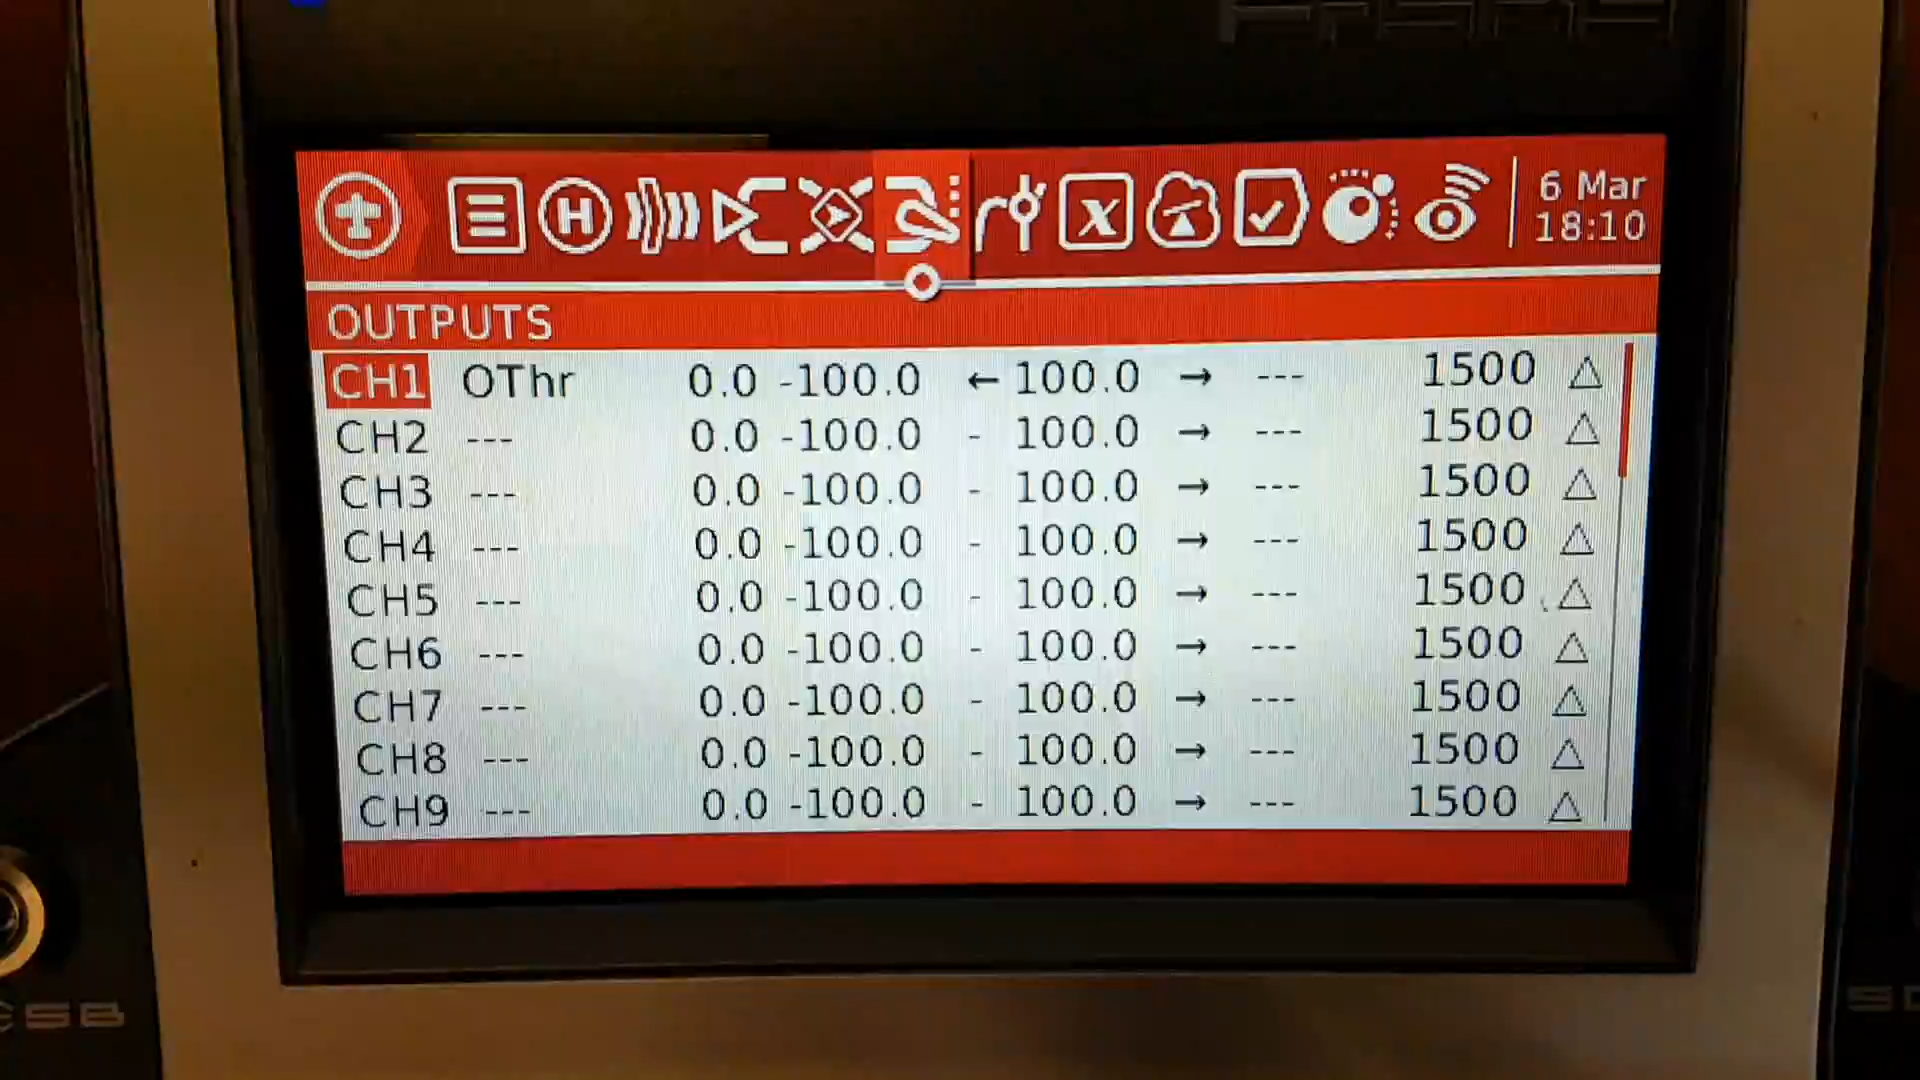 FrSKY
6 Mar
18:10
OUTPUTS
CH1 OThr 0.0 -100.0 ← 100.0 → --- 1500 △
CH2 --- 0.0 -100.0 - 100.0 → --- 1500 △
CH3 --- 0.0 -100.0 - 100.0 → --- 1500 △
CH4 --- 0.0 -100.0 - 100.0 → --- 1500 △
CH5 --- 0.0 -100.0 - 100.0 → --- 1500 △
CH6 --- 0.0 -100.0 - 100.0 → --- 1500 △
CH7 --- 0.0 -100.0 - 100.0 → --- 1500 △
CH8 --- 0.0 -100.0 - 100.0 → --- 1500 △
CH9 --- 0.0 -100.0 - 100.0 → --- 1500 △
SB